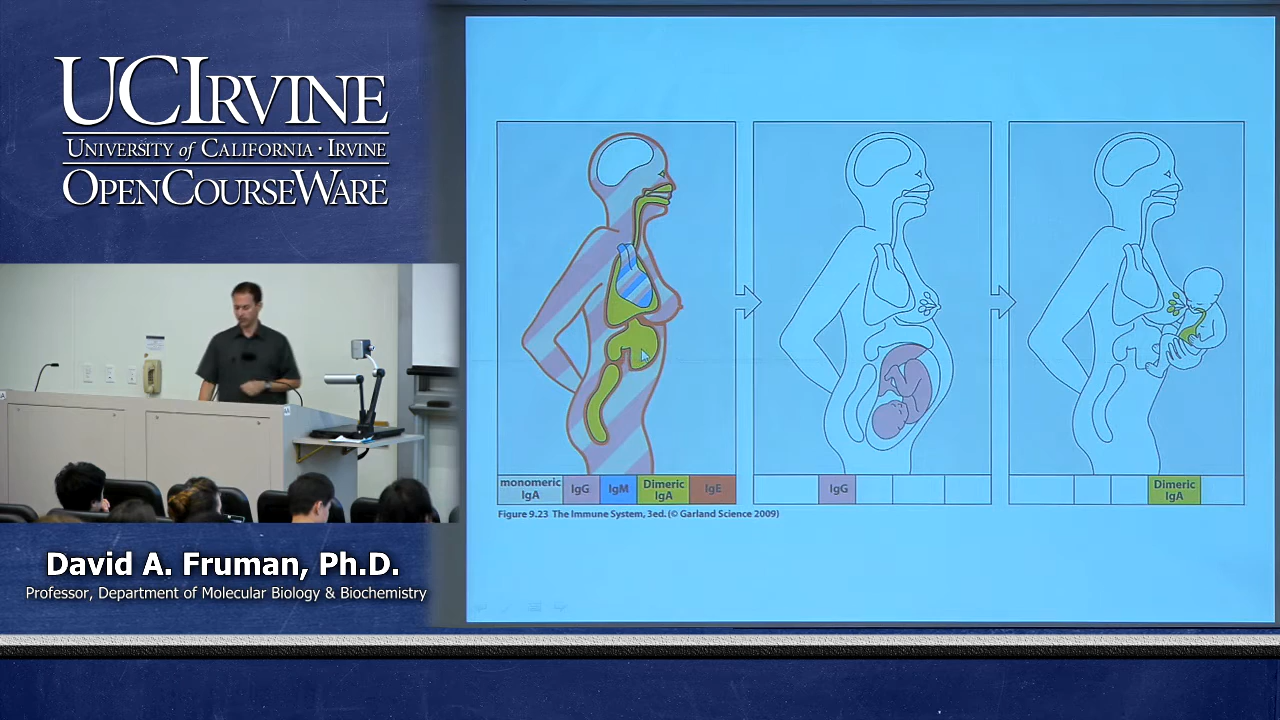 UCIRVINE
UNIVERSITY of CALIFORNIA · IRVINE
OPENCOURSEWARE
David A. Fruman, Ph.D.
Professor, Department of Molecular Biology & Biochemistry
monomeric IgA
IgG
IgM
Dimeric IgA
IgE
IgG
Dimeric IgA
Figure 9.23 The Immune System, 3ed. (© Garland Science 2009)